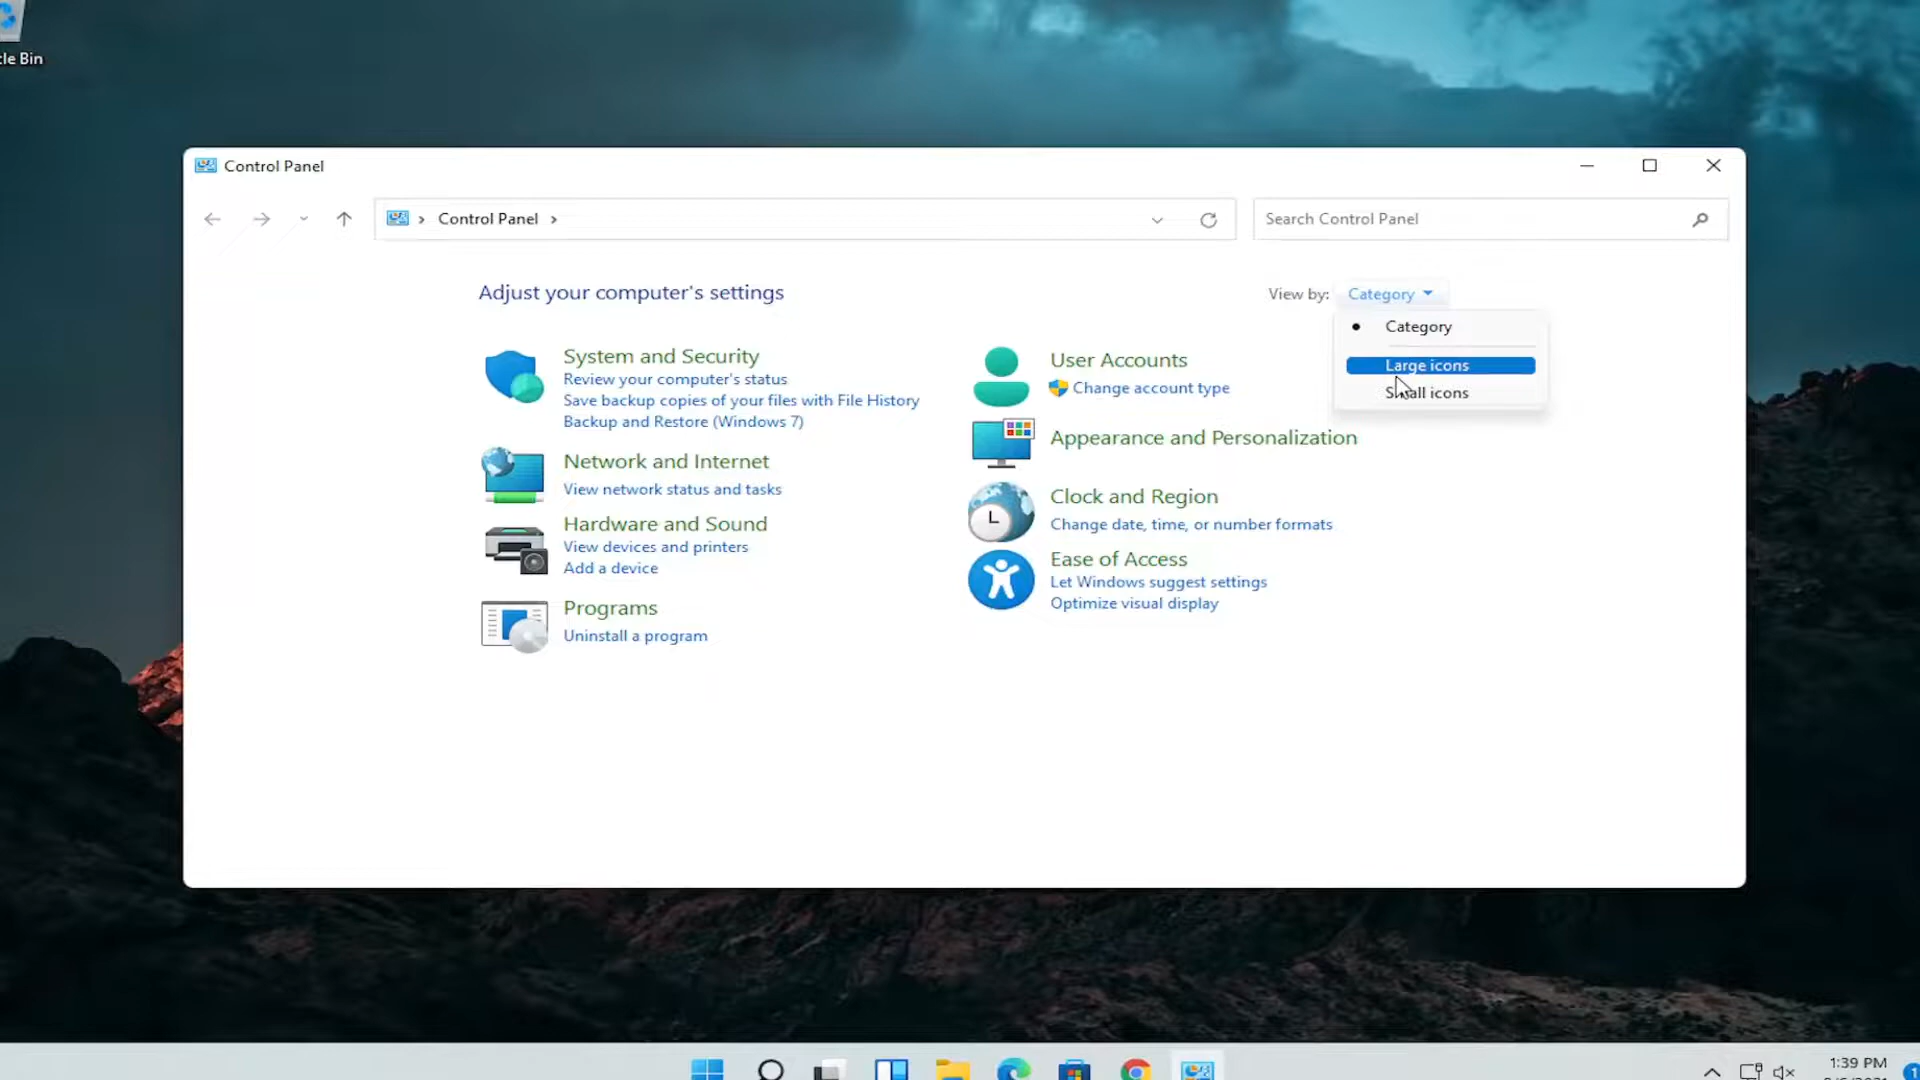 cle Bin
Control Panel
Control Panel
Search Control Panel
Adjust your computer's settings
View by: Category
Category
Large icons
Small icons
System and Security
Review your computer's status
Save backup copies of your files with File History
Backup and Restore (Windows 7)
Network and Internet
View network status and tasks
Hardware and Sound
View devices and printers
Add a device
Programs
Uninstall a program
User Accounts
Change account type
Appearance and Personalization
Clock and Region
Change date, time, or number formats
Ease of Access
Let Windows suggest settings
Optimize visual display
1:39 PM